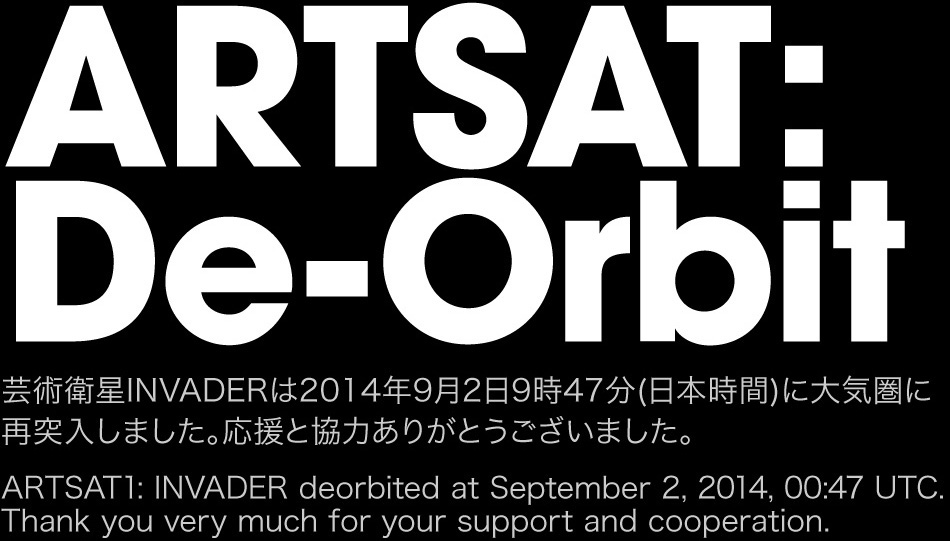 ARTSAT:
De-Orbit
芸術衛星INVADERは2014年9月2日9時47分(日本時間)に大気圏に
再突入しました。応援と協力ありがとうございました。
ARTSAT1: INVADER deorbited at September 2, 2014, 00:47 UTC.
Thank you very much for your support and cooperation.